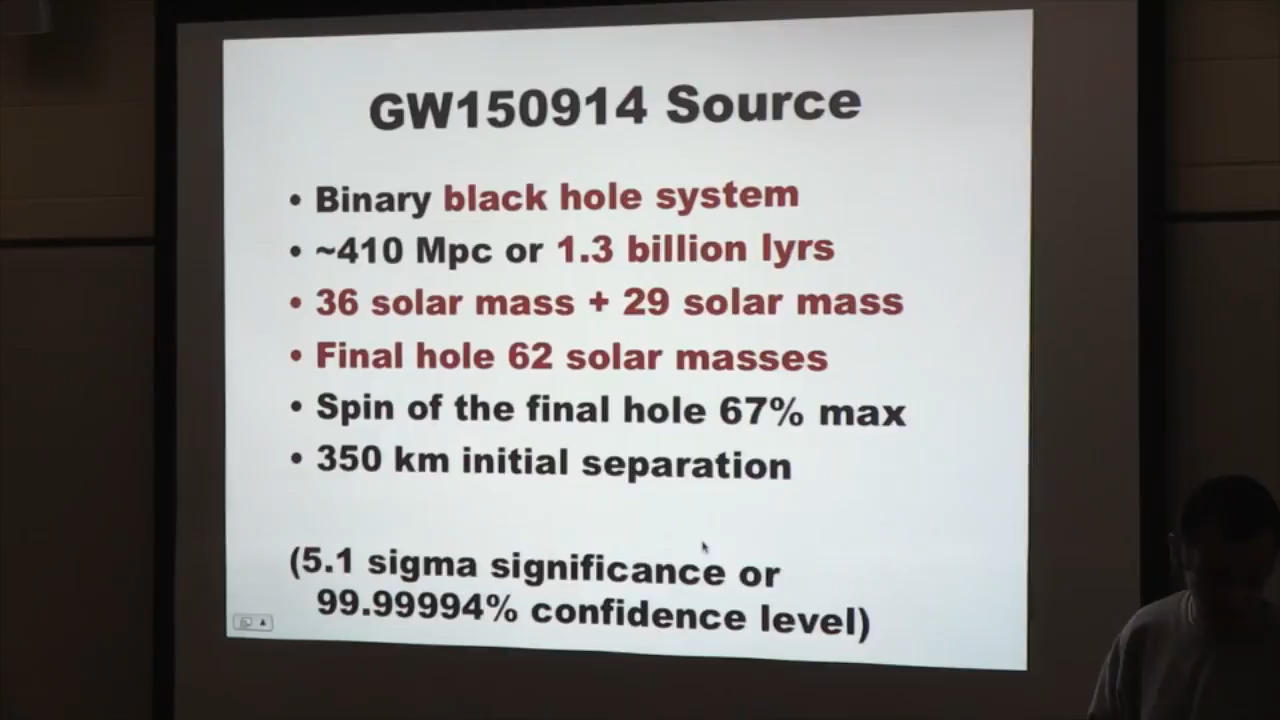 GW150914 Source
• Binary black hole system
• ~410 Mpc or 1.3 billion lyrs
• 36 solar mass + 29 solar mass
• Final hole 62 solar masses
• Spin of the final hole 67% max
• 350 km initial separation
(5.1 sigma significance or
99.99994% confidence level)